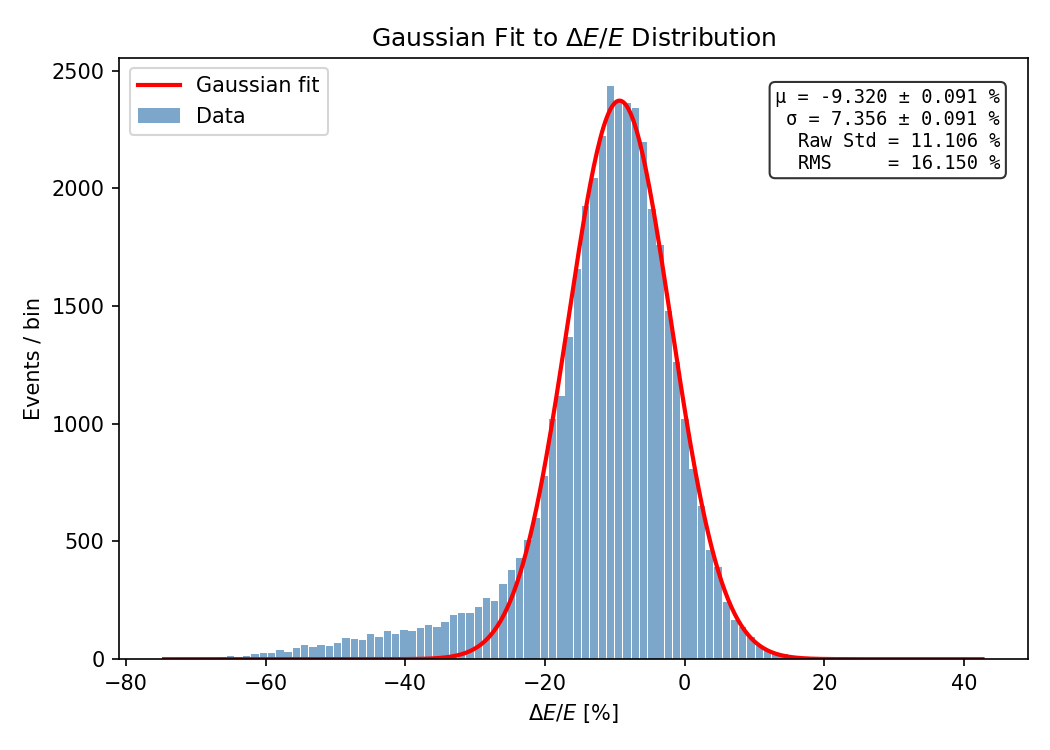 Gaussian Fit to ΔE/E Distribution
Gaussian fit
Data
μ = -9.320 ± 0.091 %
σ = 7.356 ± 0.091 %
Raw Std = 11.106 %
RMS     = 16.150 %
Events / bin
2500
2000
1500
1000
500
0
−80 −60 −40 −20 0 20 40
ΔE/E [%]